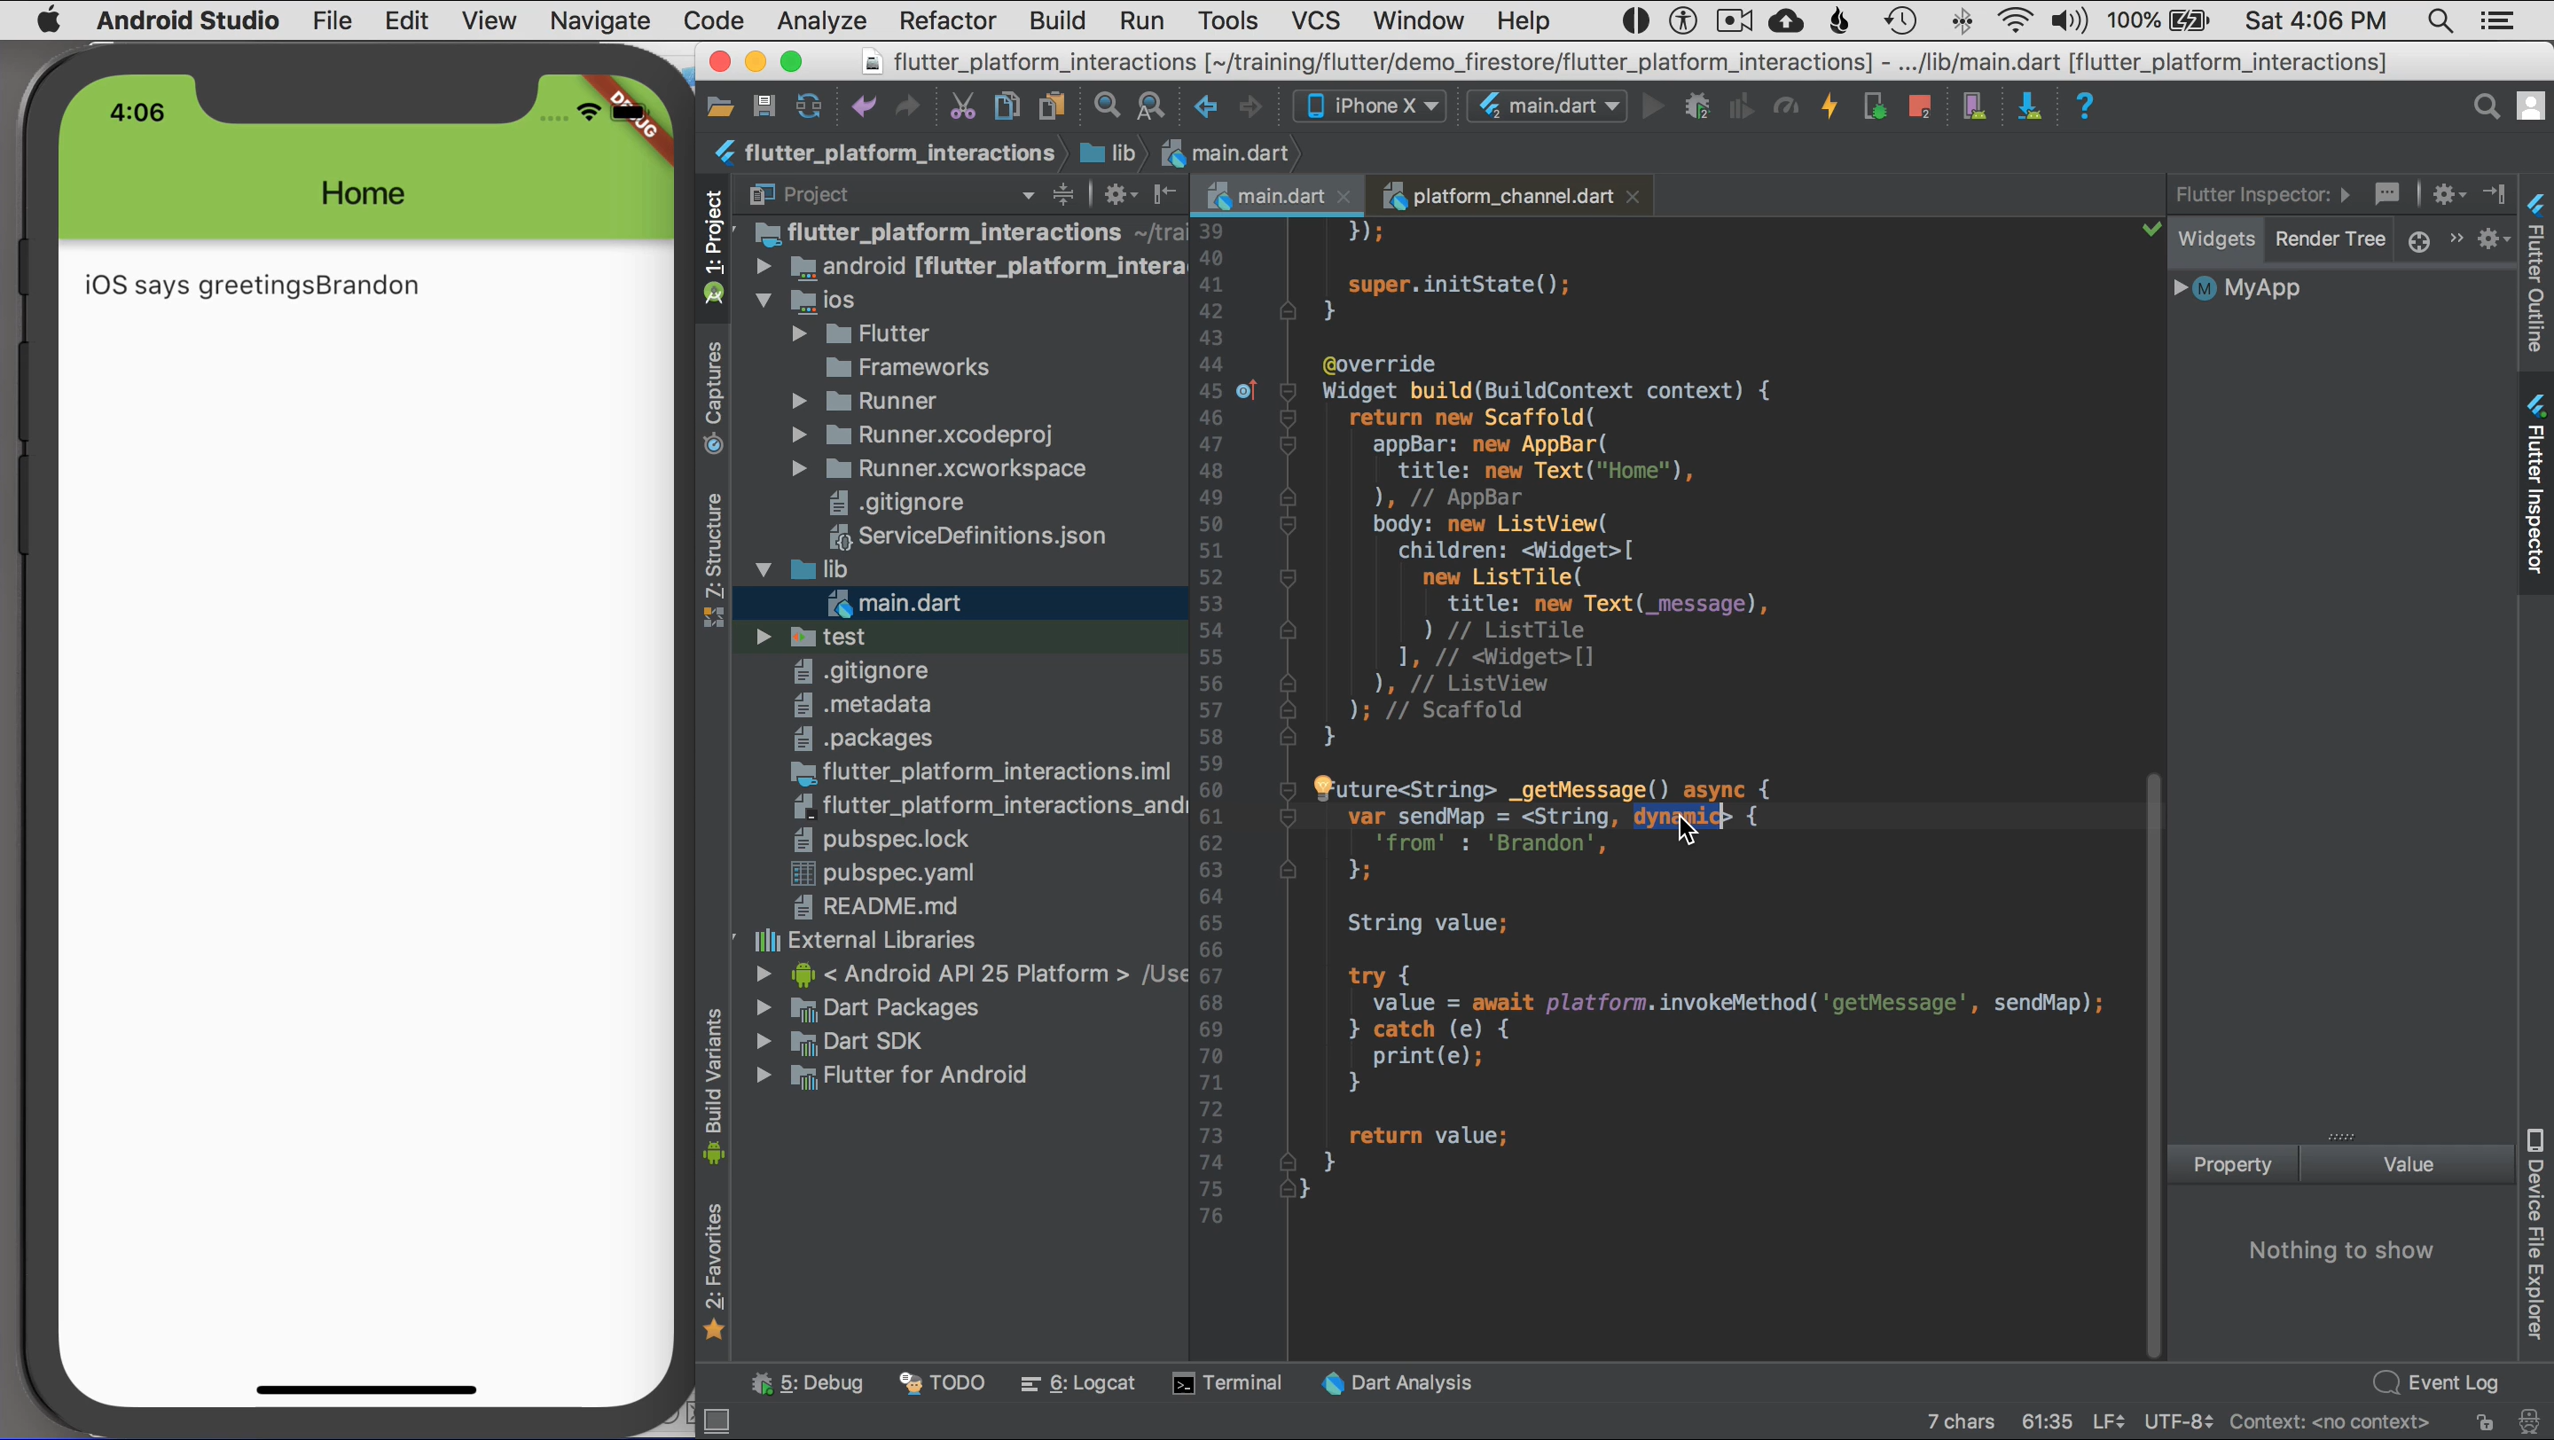 Android Studio File Edit View Navigate Code Analyze Refactor Build Run Tools VCS Window Help 100% Sat 4:06 PM
flutter_platform_interactions [~/training/flutter/demo_firestore/flutter_platform_interactions] - .../lib/main.dart [flutter_platform_interactions]
iPhone X main.dart
flutter_platform_interactions lib main.dart
4:06
DEBUG
Home
iOS says greetingsBrandon
1: Project
Captures
7: Structure
Build Variants
2: Favorites
Project
flutter_platform_interactions ~/trai
android [flutter_platform_intera
ios
Flutter
Frameworks
Runner
Runner.xcodeproj
Runner.xcworkspace
.gitignore
ServiceDefinitions.json
lib
main.dart
test
.gitignore
.metadata
.packages
flutter_platform_interactions.iml
flutter_platform_interactions_andr
pubspec.lock
pubspec.yaml
README.md
External Libraries
< Android API 25 Platform > /Use
Dart Packages
Dart SDK
Flutter for Android
main.dart platform_channel.dart
39 });
40
41 super.initState();
42 }
43
44 @override
45 Widget build(BuildContext context) {
46 return new Scaffold(
47 appBar: new AppBar(
48 title: new Text("Home"),
49 ), // AppBar
50 body: new ListView(
51 children: <Widget>[
52 new ListTile(
53 title: new Text(_message),
54 ) // ListTile
55 ], // <Widget>[]
56 ), // ListView
57 ); // Scaffold
58 }
59
60 uture<String> _getMessage() async {
61 var sendMap = <String, dynamic> {
62 'from' : 'Brandon',
63 };
64
65 String value;
66
67 try {
68 value = await platform.invokeMethod('getMessage', sendMap);
69 } catch (e) {
70 print(e);
71 }
72
73 return value;
74 }
75 }
76
Flutter Inspector:
Widgets Render Tree
MyApp
Property Value
Nothing to show
Flutter Outline
Flutter Inspector
Device File Explorer
5: Debug TODO 6: Logcat Terminal Dart Analysis Event Log
7 chars 61:35 LF UTF-8 Context: <no context>